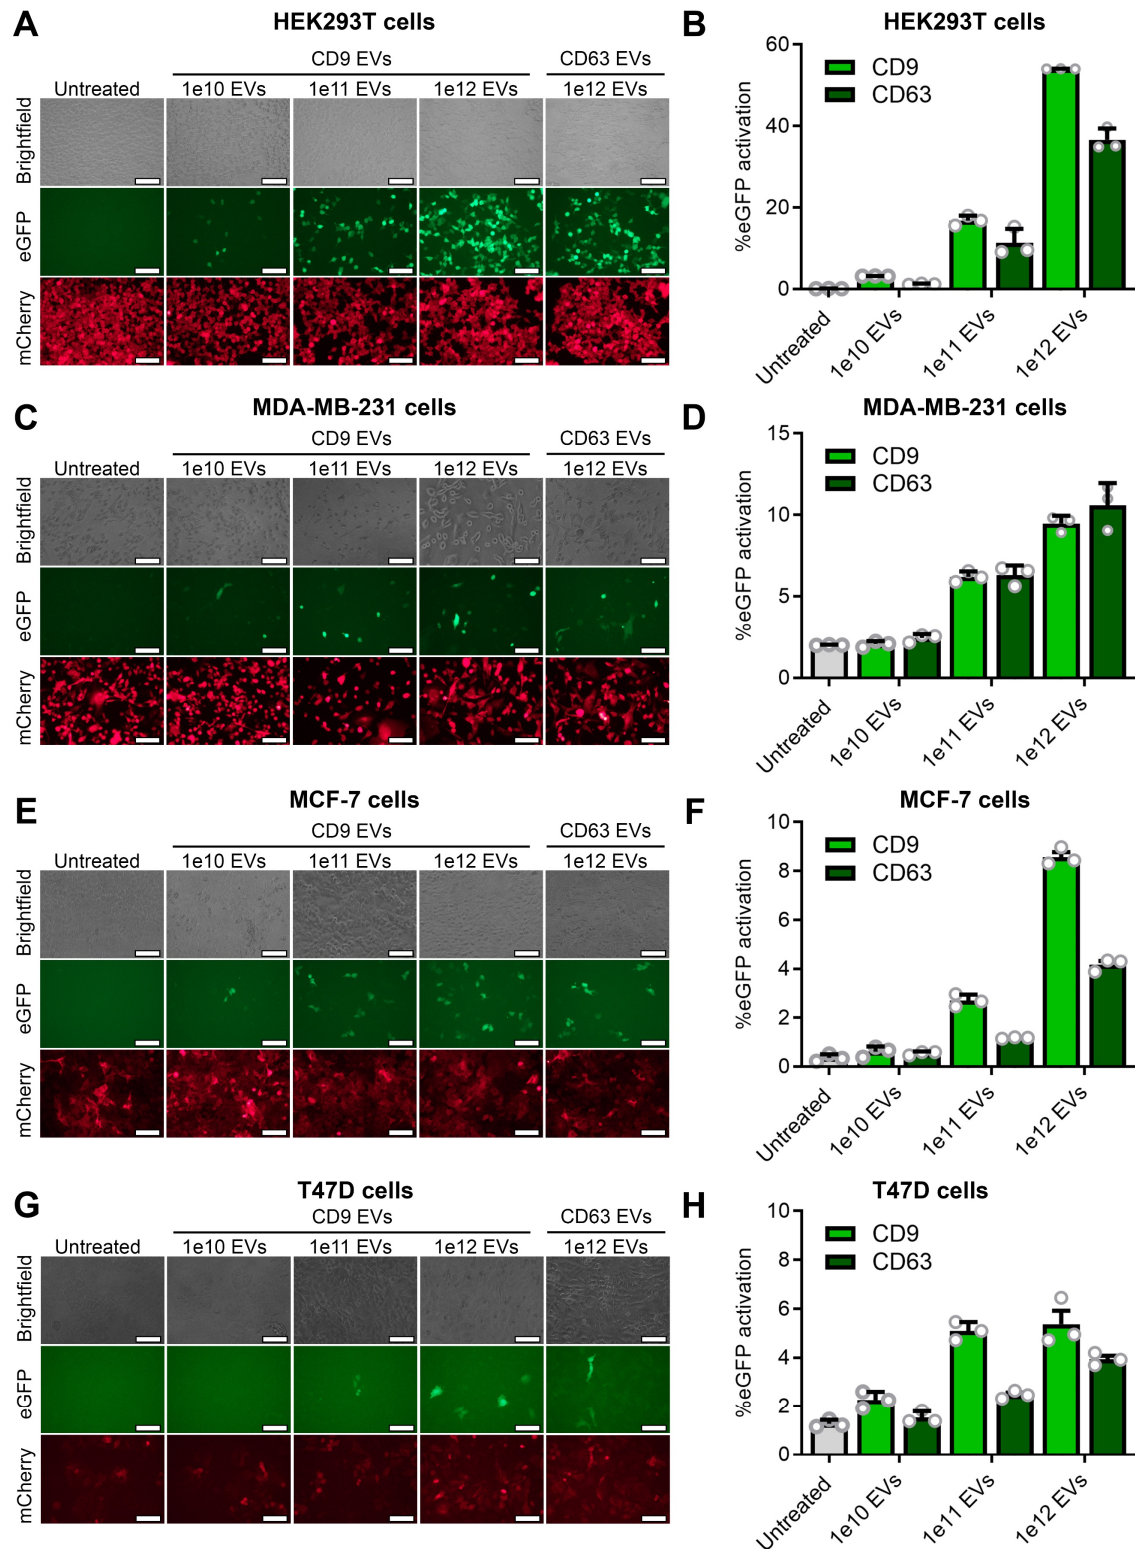 A
HEK293T cells
CD9 EVs
CD63 EVs
Untreated
1e10 EVs
1e11 EVs
1e12 EVs
1e12 EVs
Brightfield
eGFP
mCherry
B
HEK293T cells
CD9
CD63
%eGFP activation
60
40
20
0
Untreated
1e10 EVs
1e11 EVs
1e12 EVs
C
MDA-MB-231 cells
CD9 EVs
CD63 EVs
Untreated
1e10 EVs
1e11 EVs
1e12 EVs
1e12 EVs
Brightfield
eGFP
mCherry
D
MDA-MB-231 cells
CD9
CD63
%eGFP activation
15
10
5
0
Untreated
1e10 EVs
1e11 EVs
1e12 EVs
E
MCF-7 cells
CD9 EVs
CD63 EVs
Untreated
1e10 EVs
1e11 EVs
1e12 EVs
1e12 EVs
Brightfield
eGFP
mCherry
F
MCF-7 cells
CD9
CD63
%eGFP activation
10
8
6
4
2
0
Untreated
1e10 EVs
1e11 EVs
1e12 EVs
G
T47D cells
CD9 EVs
CD63 EVs
Untreated
1e10 EVs
1e11 EVs
1e12 EVs
1e12 EVs
Brightfield
eGFP
mCherry
H
T47D cells
CD9
CD63
%eGFP activation
10
8
6
4
2
0
Untreated
1e10 EVs
1e11 EVs
1e12 EVs